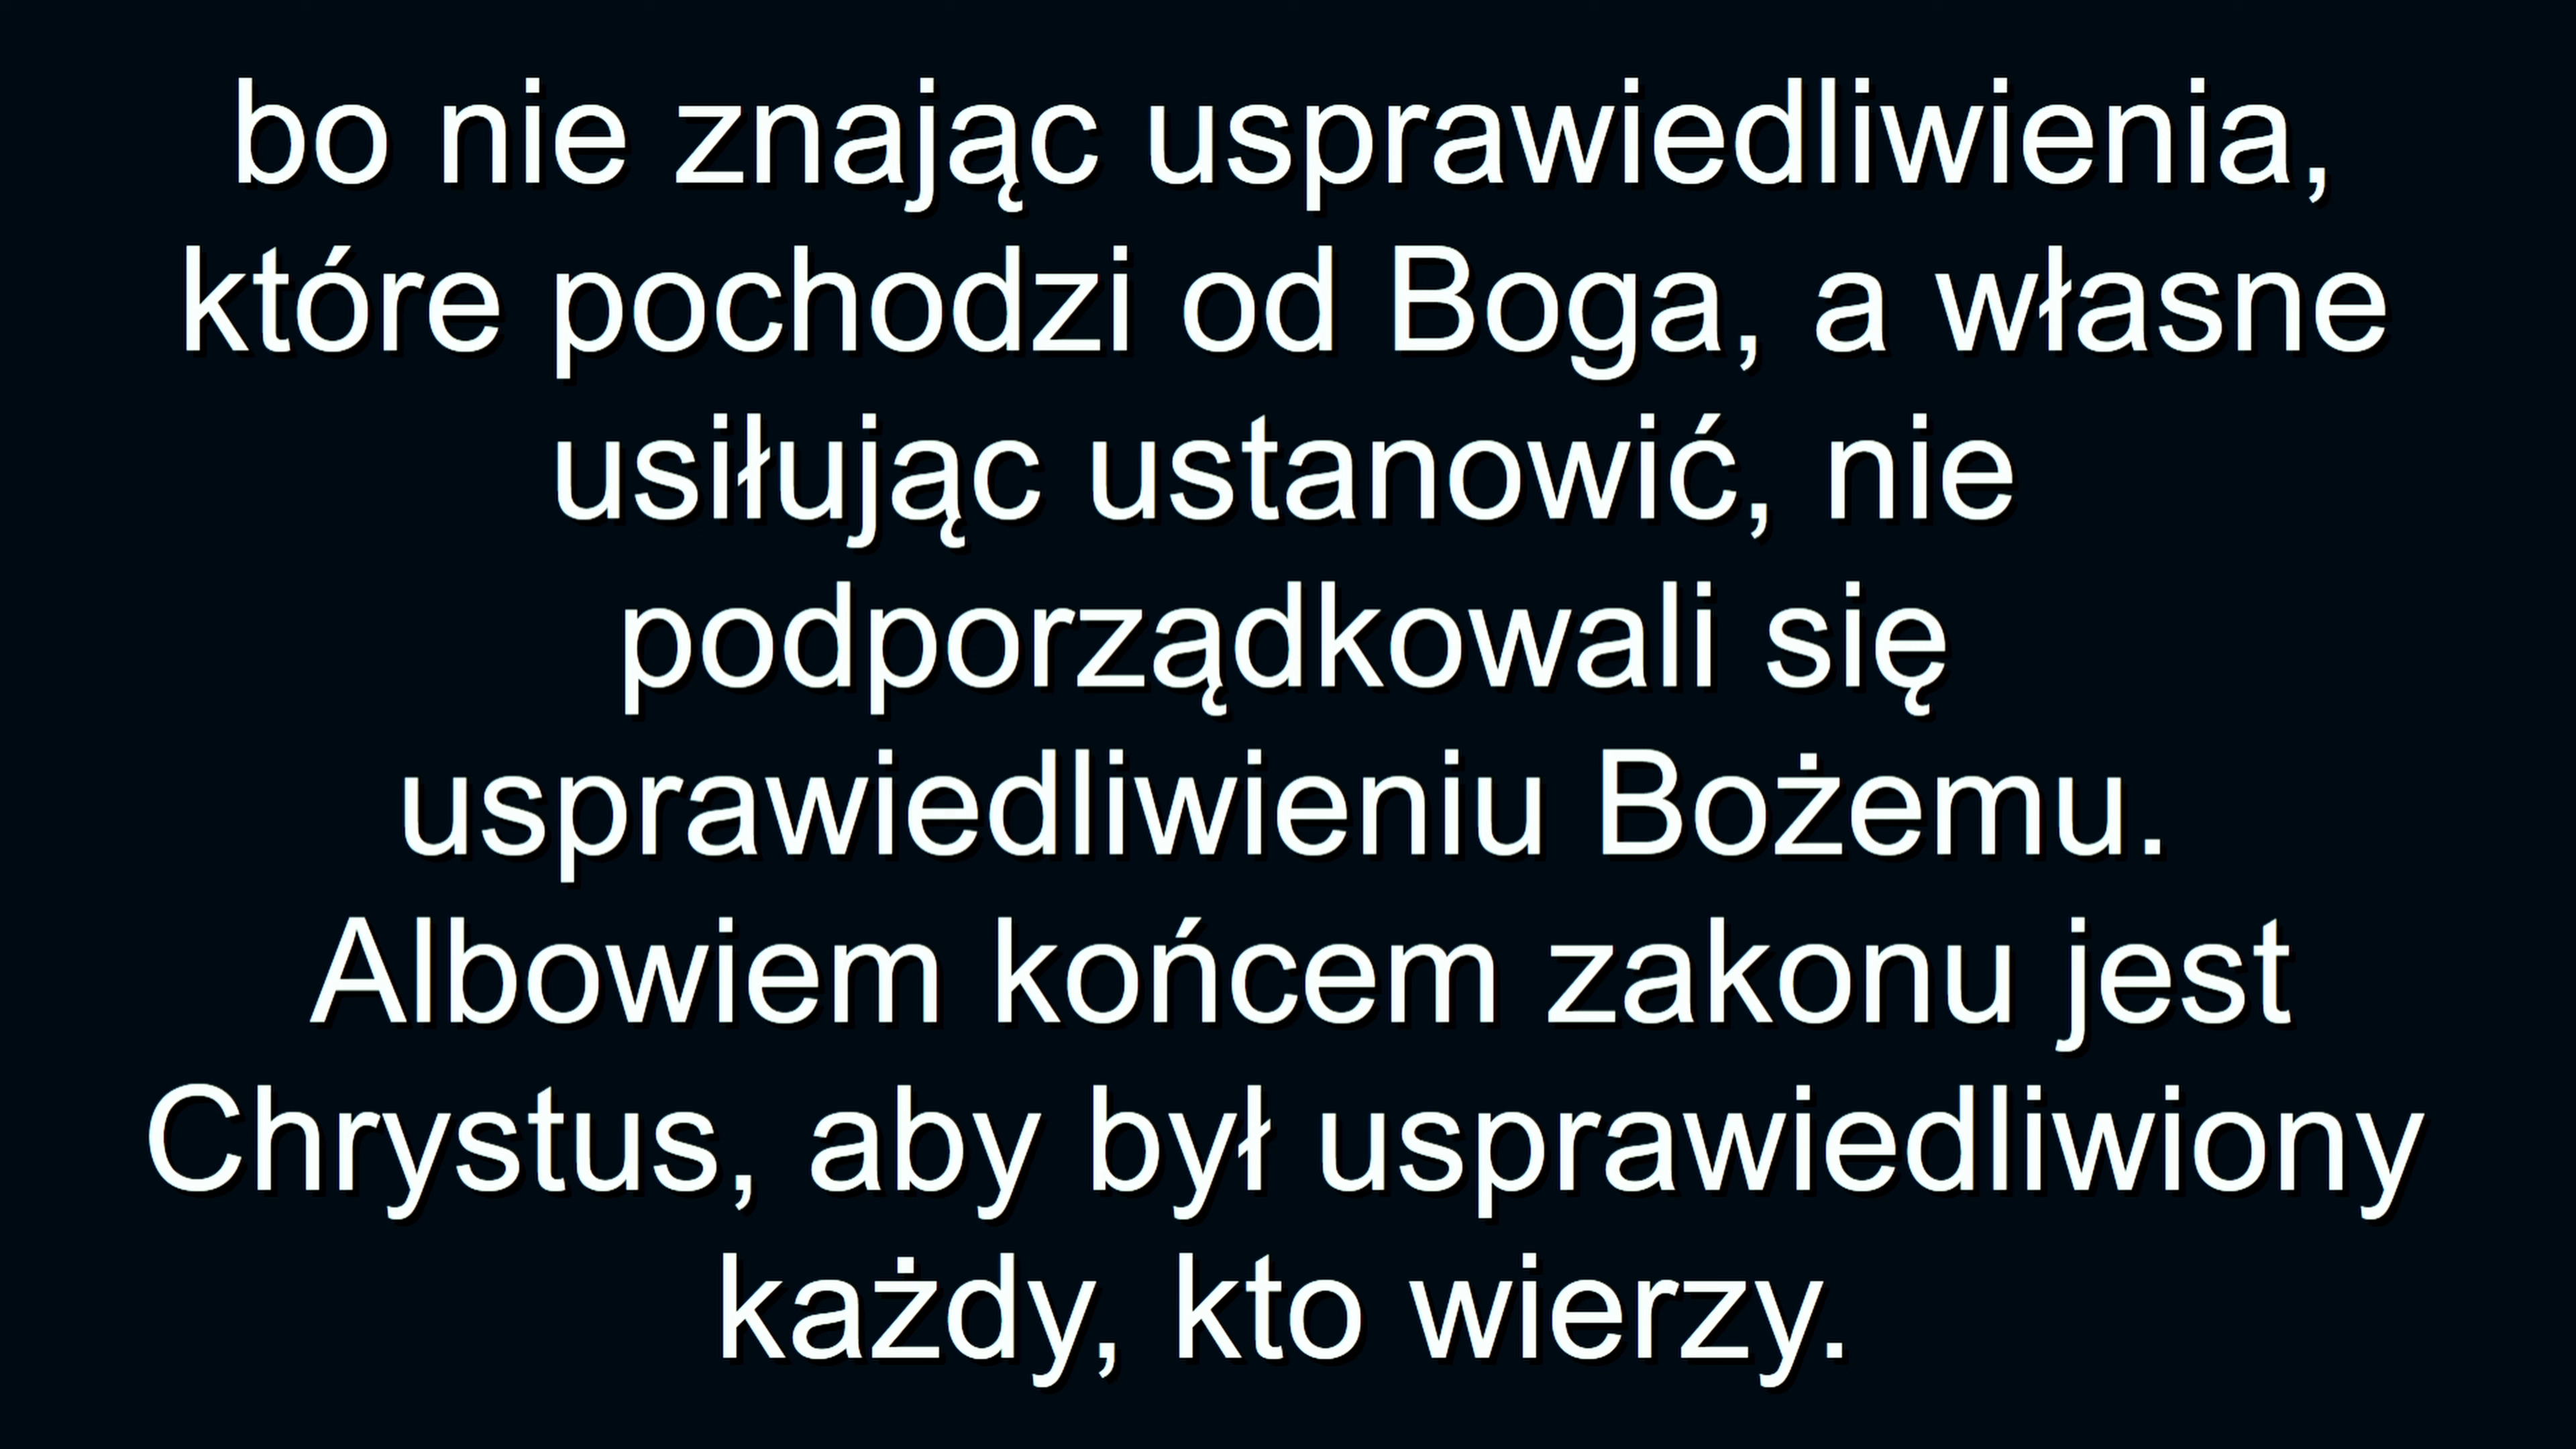 bo nie znając usprawiedliwienia,
które pochodzi od Boga, a własne
usiłując ustanowić, nie
podporządkowali się
usprawiedliwieniu Bożemu.
Albowiem końcem zakonu jest
Chrystus, aby był usprawiedliwiony
każdy, kto wierzy.